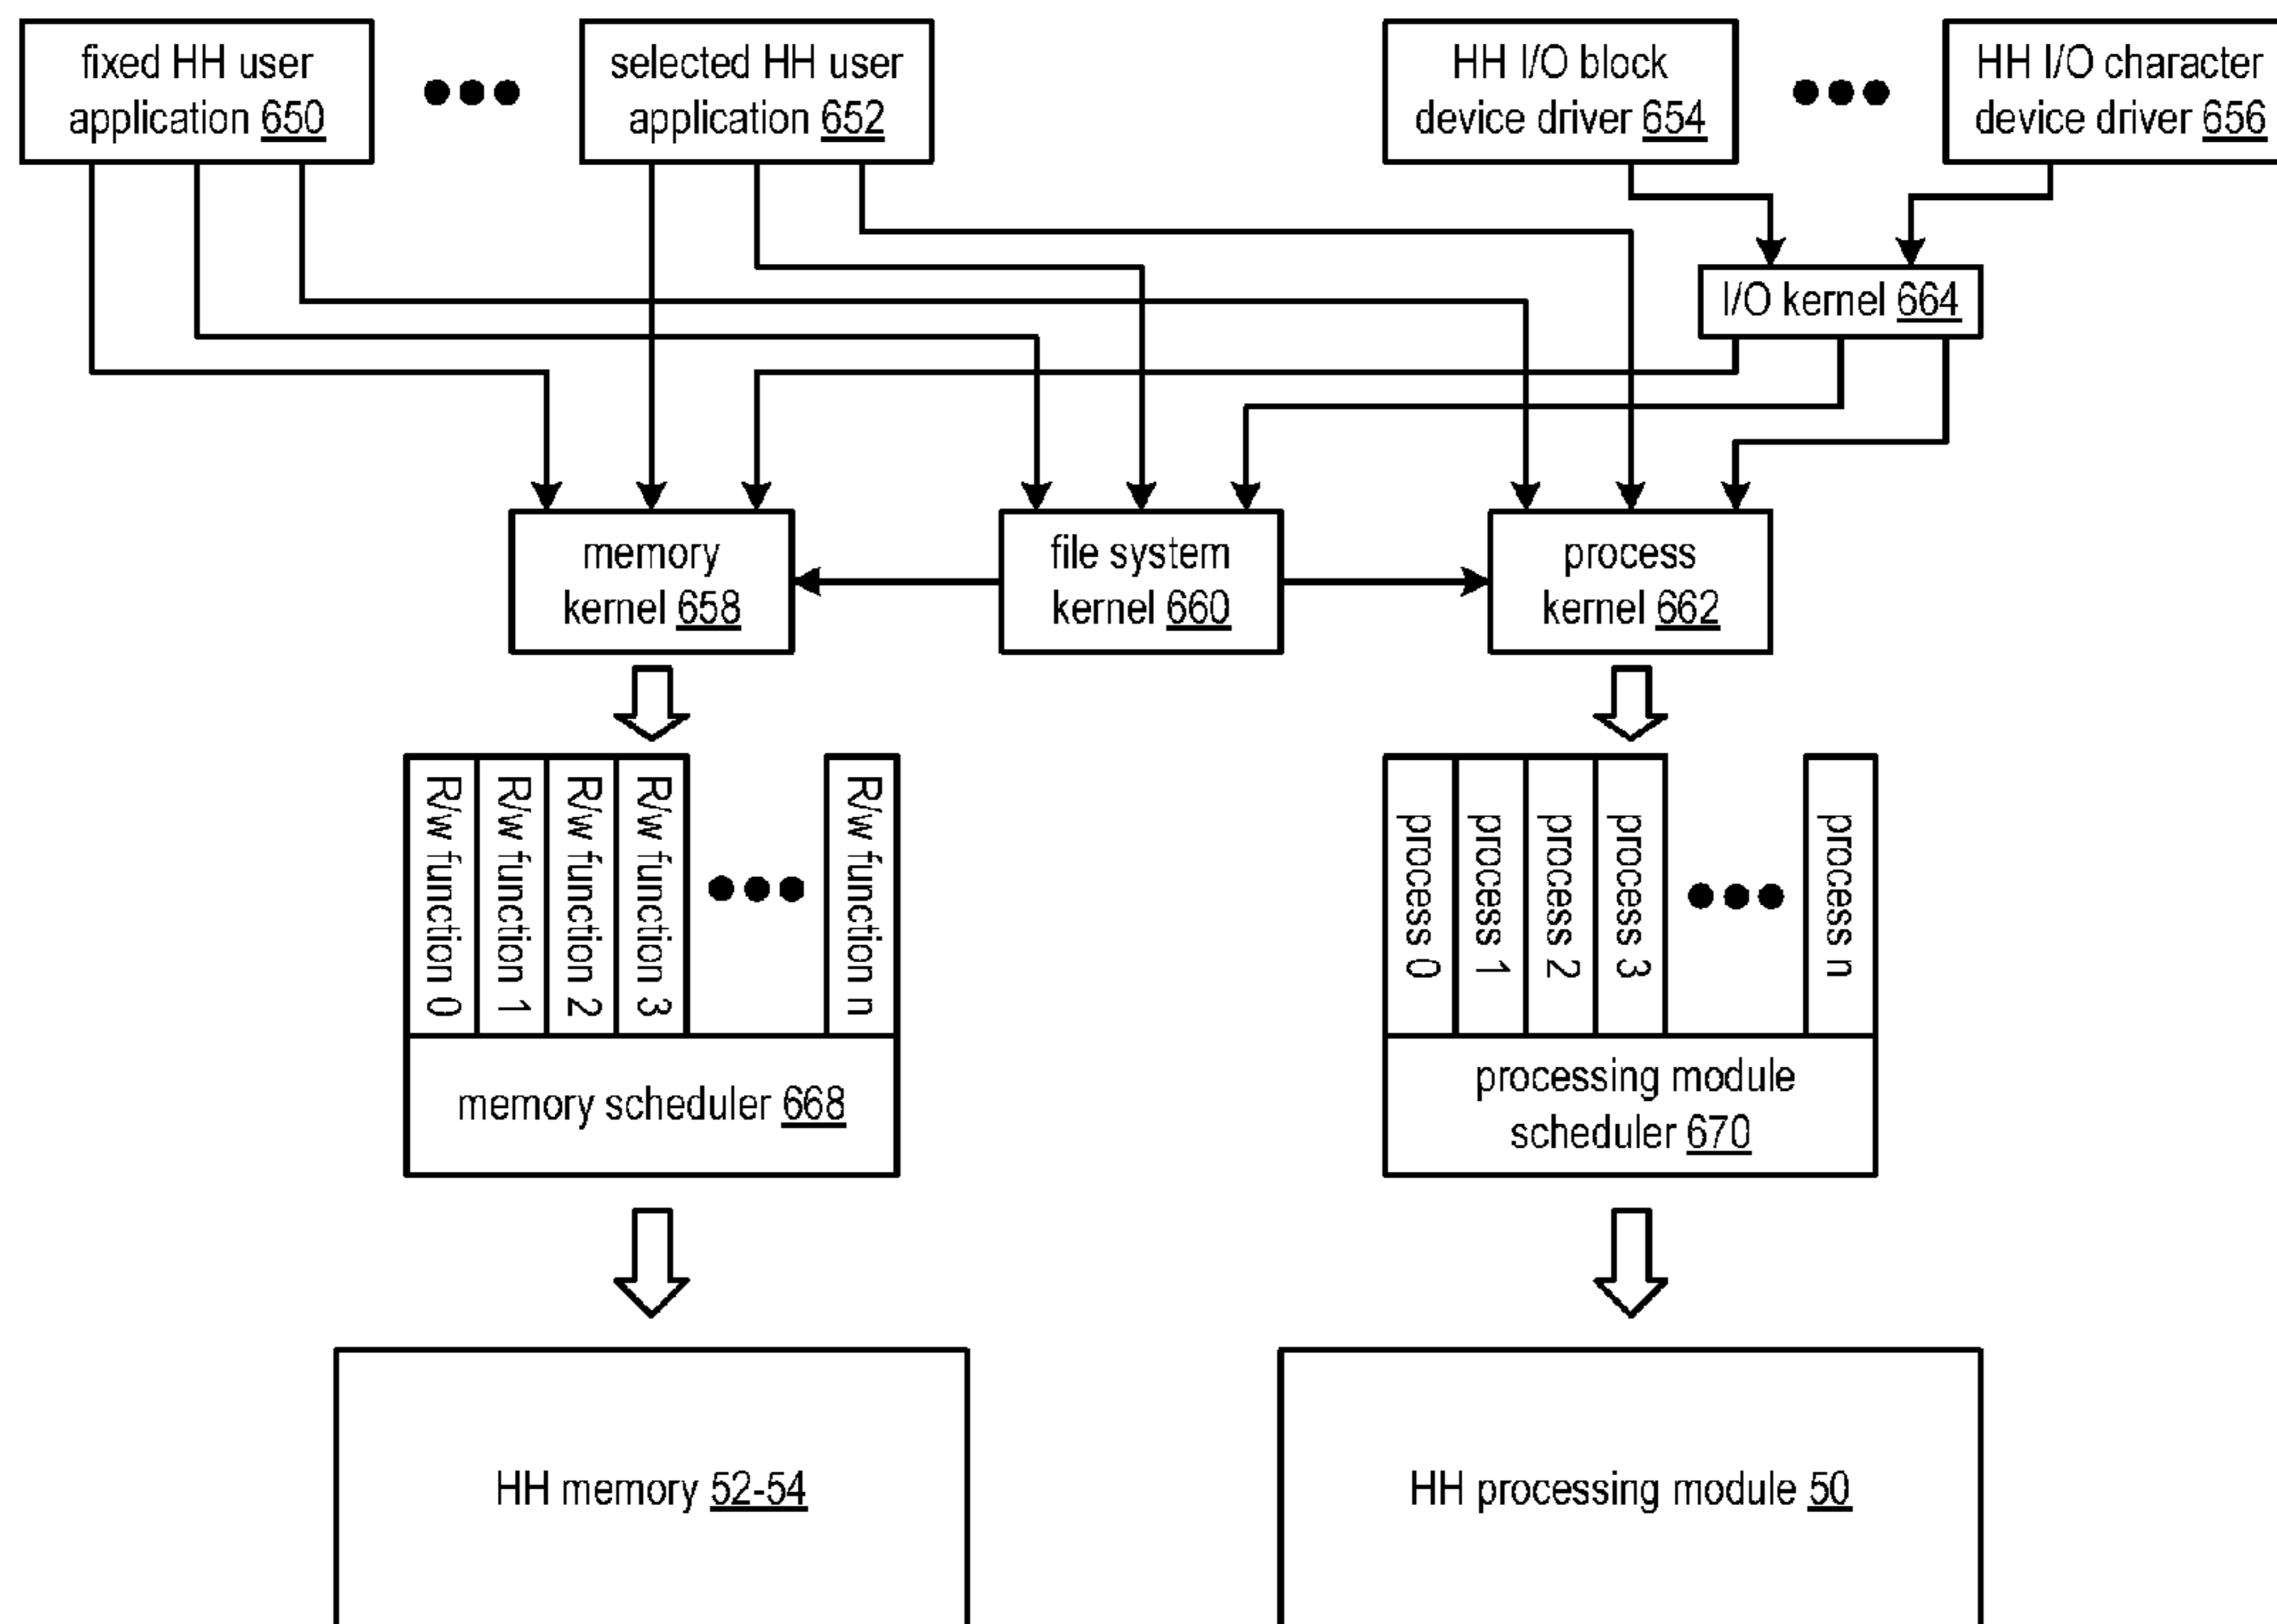 fixed HH user
application 650
selected HH user
application 652
HH I/O block
device driver 654
HH I/O character
device driver 656
I/O kernel 664
memory
kernel 658
file system
kernel 660
process
kernel 662
R/w function 0
R/w function 1
R/w function 2
R/w function 3
R/w function n
process 0
process 1
process 2
process 3
process n
memory scheduler 668
processing module
scheduler 670
HH memory 52-54
HH processing module 50